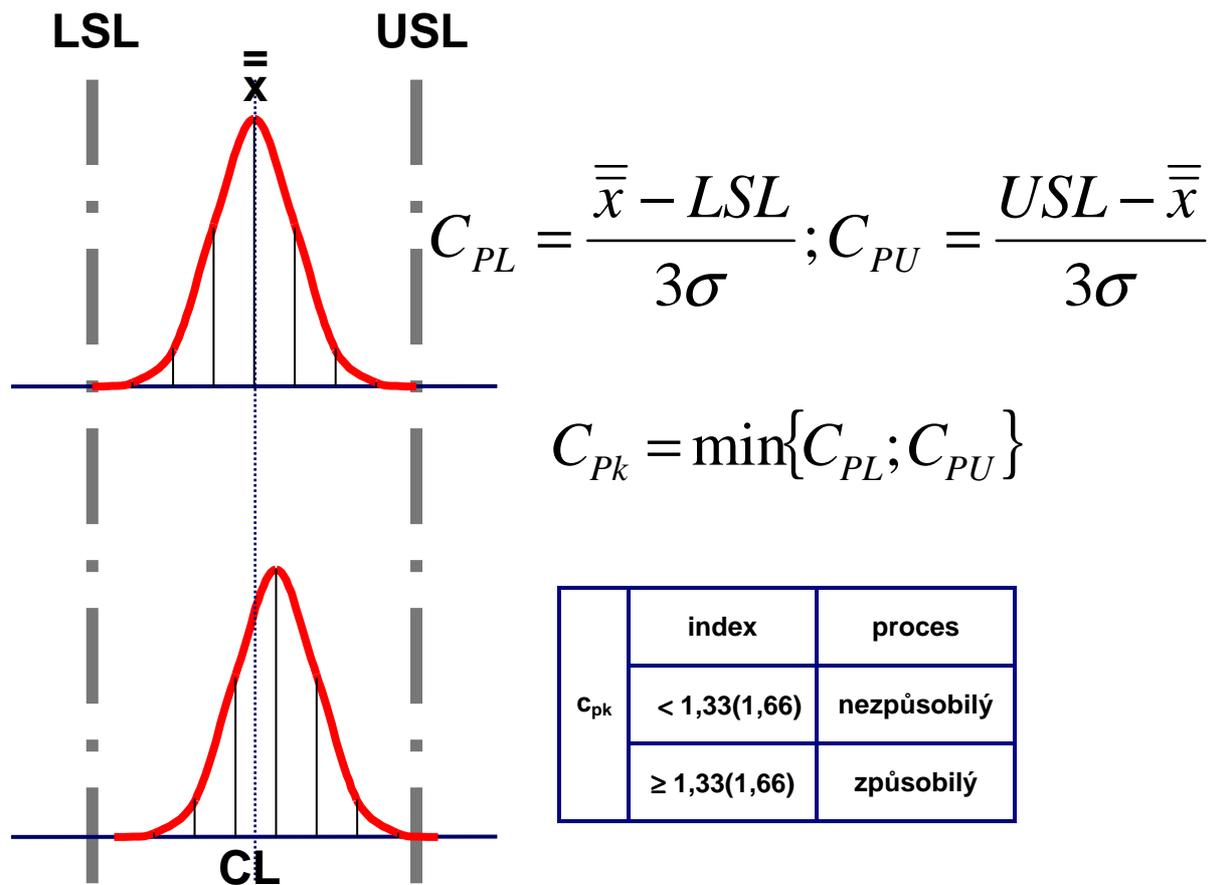 LSL USL
x̿
C_PL = (x̿ − LSL) / 3σ ; C_PU = (USL − x̿) / 3σ
C_Pk = min{C_PL; C_PU}
c_pk
index proces
< 1,33(1,66) nezpůsobilý
≥ 1,33(1,66) způsobilý
CL